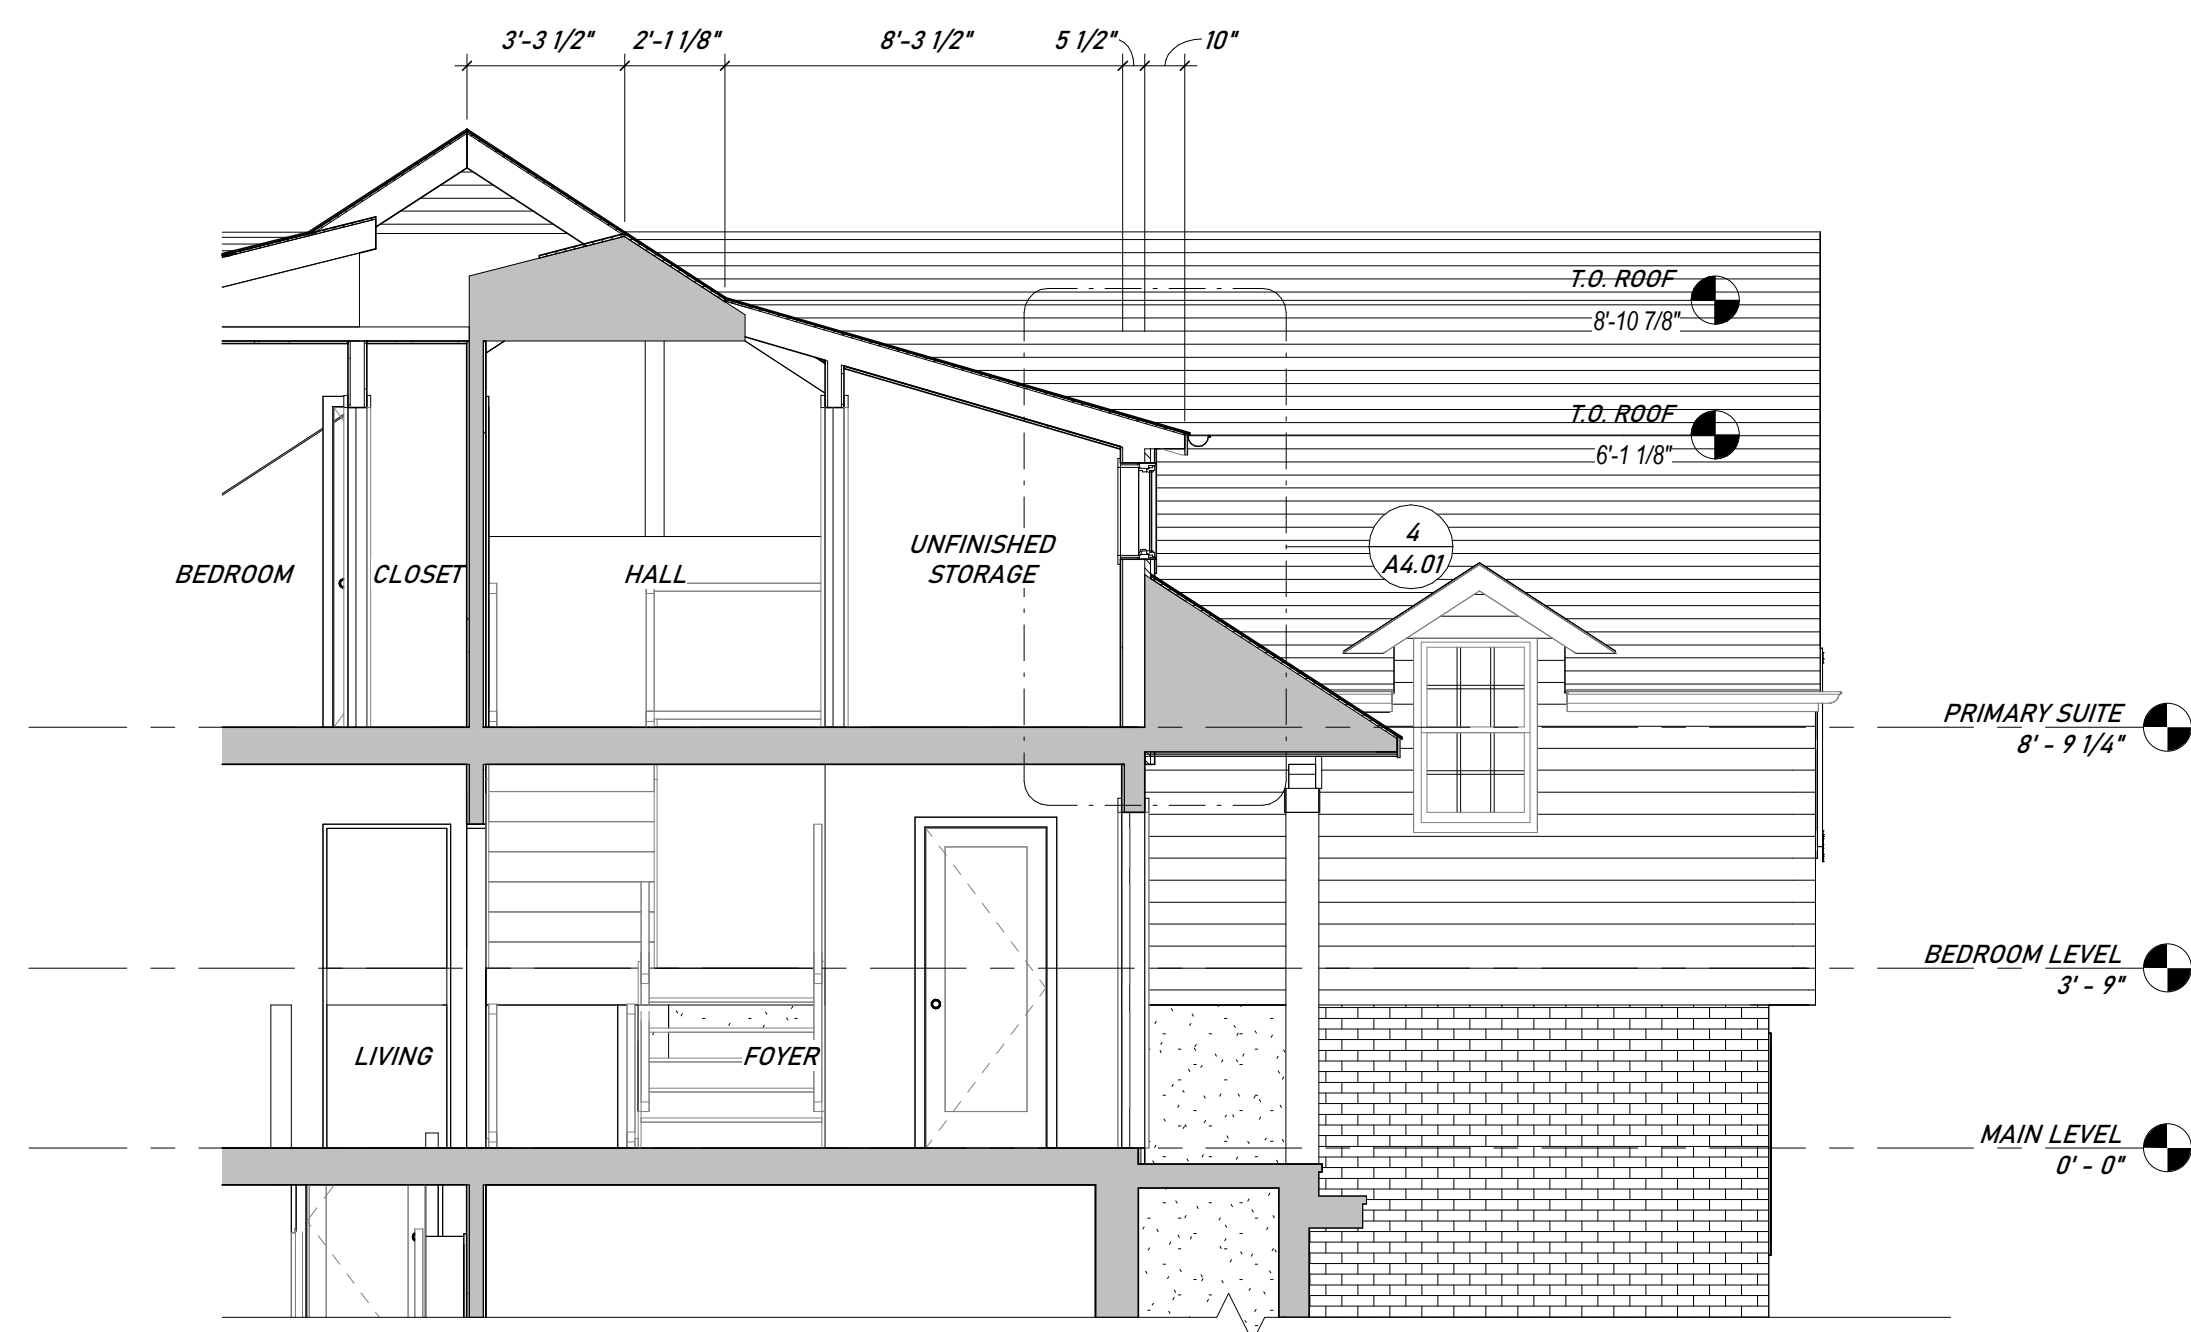 3'-3 1/2" 2'-1 1/8" 8'-3 1/2" 5 1/2" 10"
T.O. ROOF
8'-10 7/8"
T.O. ROOF
6'-1 1/8"
4
A4.01
BEDROOM CLOSET HALL UNFINISHED
STORAGE
PRIMARY SUITE
8' - 9 1/4"
BEDROOM LEVEL
3' - 9"
LIVING FOYER
MAIN LEVEL
0' - 0"